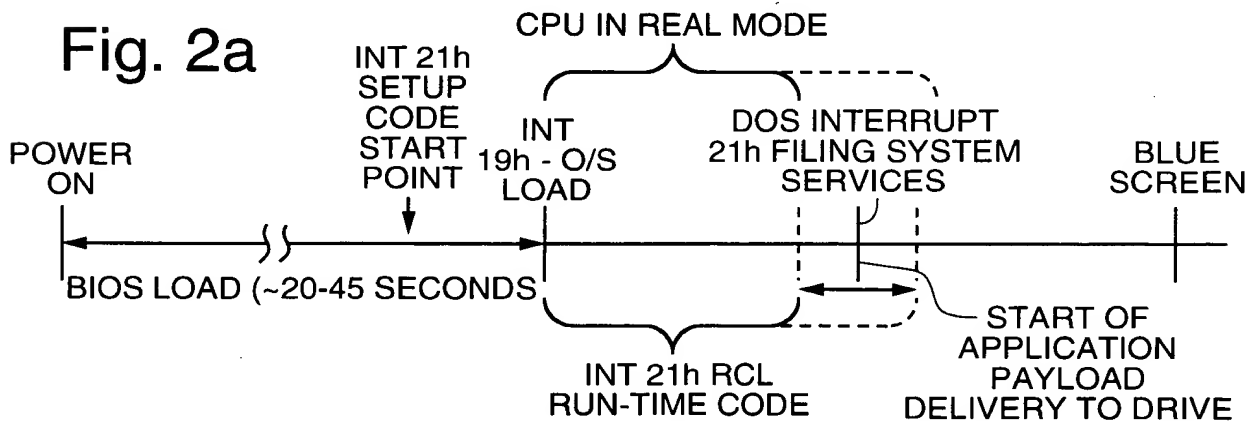 Fig. 2a
CPU IN REAL MODE
INT 21h
SETUP
CODE
START
POINT
POWER
ON
INT
19h - O/S
LOAD
DOS INTERRUPT
21h FILING SYSTEM
SERVICES
BLUE
SCREEN
BIOS LOAD (~20-45 SECONDS
INT 21h RCL
RUN-TIME CODE
START OF
APPLICATION
PAYLOAD
DELIVERY TO DRIVE